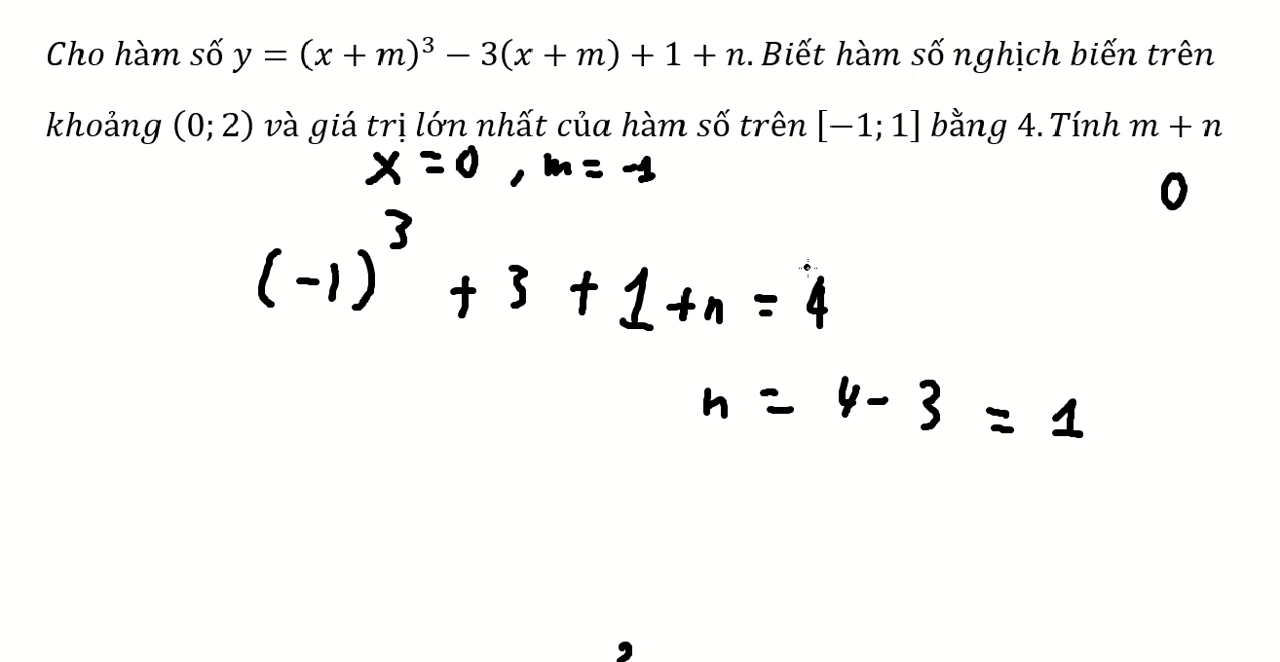 Cho hàm số y = (x + m)³ − 3(x + m) + 1 + n. Biết hàm số nghịch biến trên
khoảng (0; 2) và giá trị lớn nhất của hàm số trên [−1; 1] bằng 4. Tính m + n
x = 0 , m = -1
0
(-1)³ + 3 + 1 + n = 4
n = 4 - 3 = 1